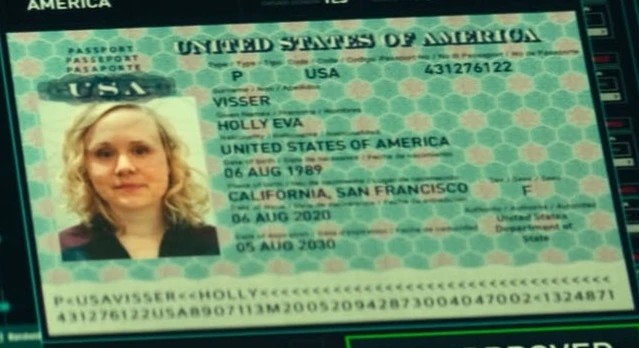 AMERICA
UNITED STATES OF AMERICA
PASSPORT
PASSEPORT
PASAPORTE
USA
P USA 431276122
VISSER
HOLLY EVA
UNITED STATES OF AMERICA
06 AUG 1989
CALIFORNIA, SAN FRANCISCO F
06 AUG 2020
United States
Department of
State
05 AUG 2030
P<USAVISSER<<HOLLY<<<<<<<<<<<<<<<<<<<<<<<<<<
431276122USA8907113M200520942873004047002<1324871
APPROVED